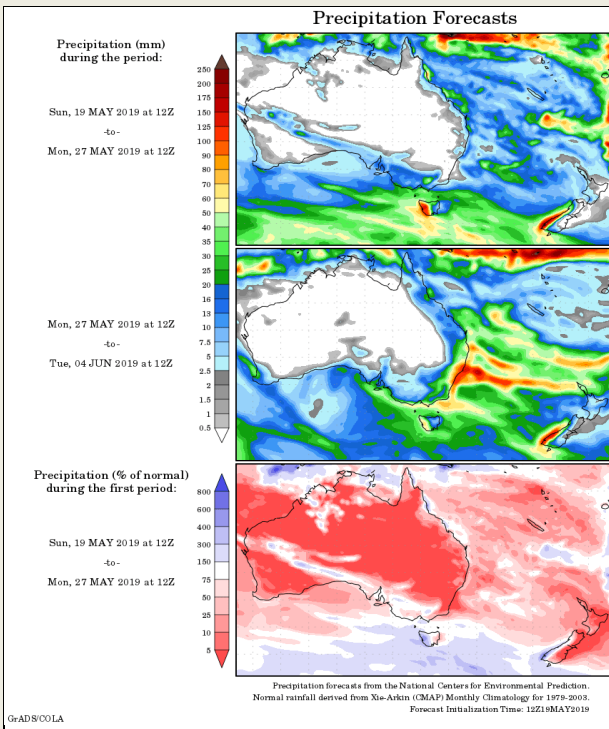 Precipitation Forecasts
Precipitation (mm)
during the period:
Sun, 19 MAY 2019 at 12Z
-to-
Mon, 27 MAY 2019 at 12Z
250
200
175
150
125
100
90
80
70
60
50
40
35
30
25
20
16
13
10
7.5
5
2.5
2
1.5
1
0.5
Mon, 27 MAY 2019 at 12Z
-to-
Tue, 04 JUN 2019 at 12Z
Precipitation (% of normal)
during the first period:
Sun, 19 MAY 2019 at 12Z
-to-
Mon, 27 MAY 2019 at 12Z
800
600
400
300
150
75
50
25
10
5
Precipitation forecasts from the National Centers for Environmental Prediction.
Normal rainfall derived from Xie-Arkin (CMAP) Monthly Climatology for 1979-2003.
Forecast Initialization Time: 12Z19MAY2019
GrADS/COLA